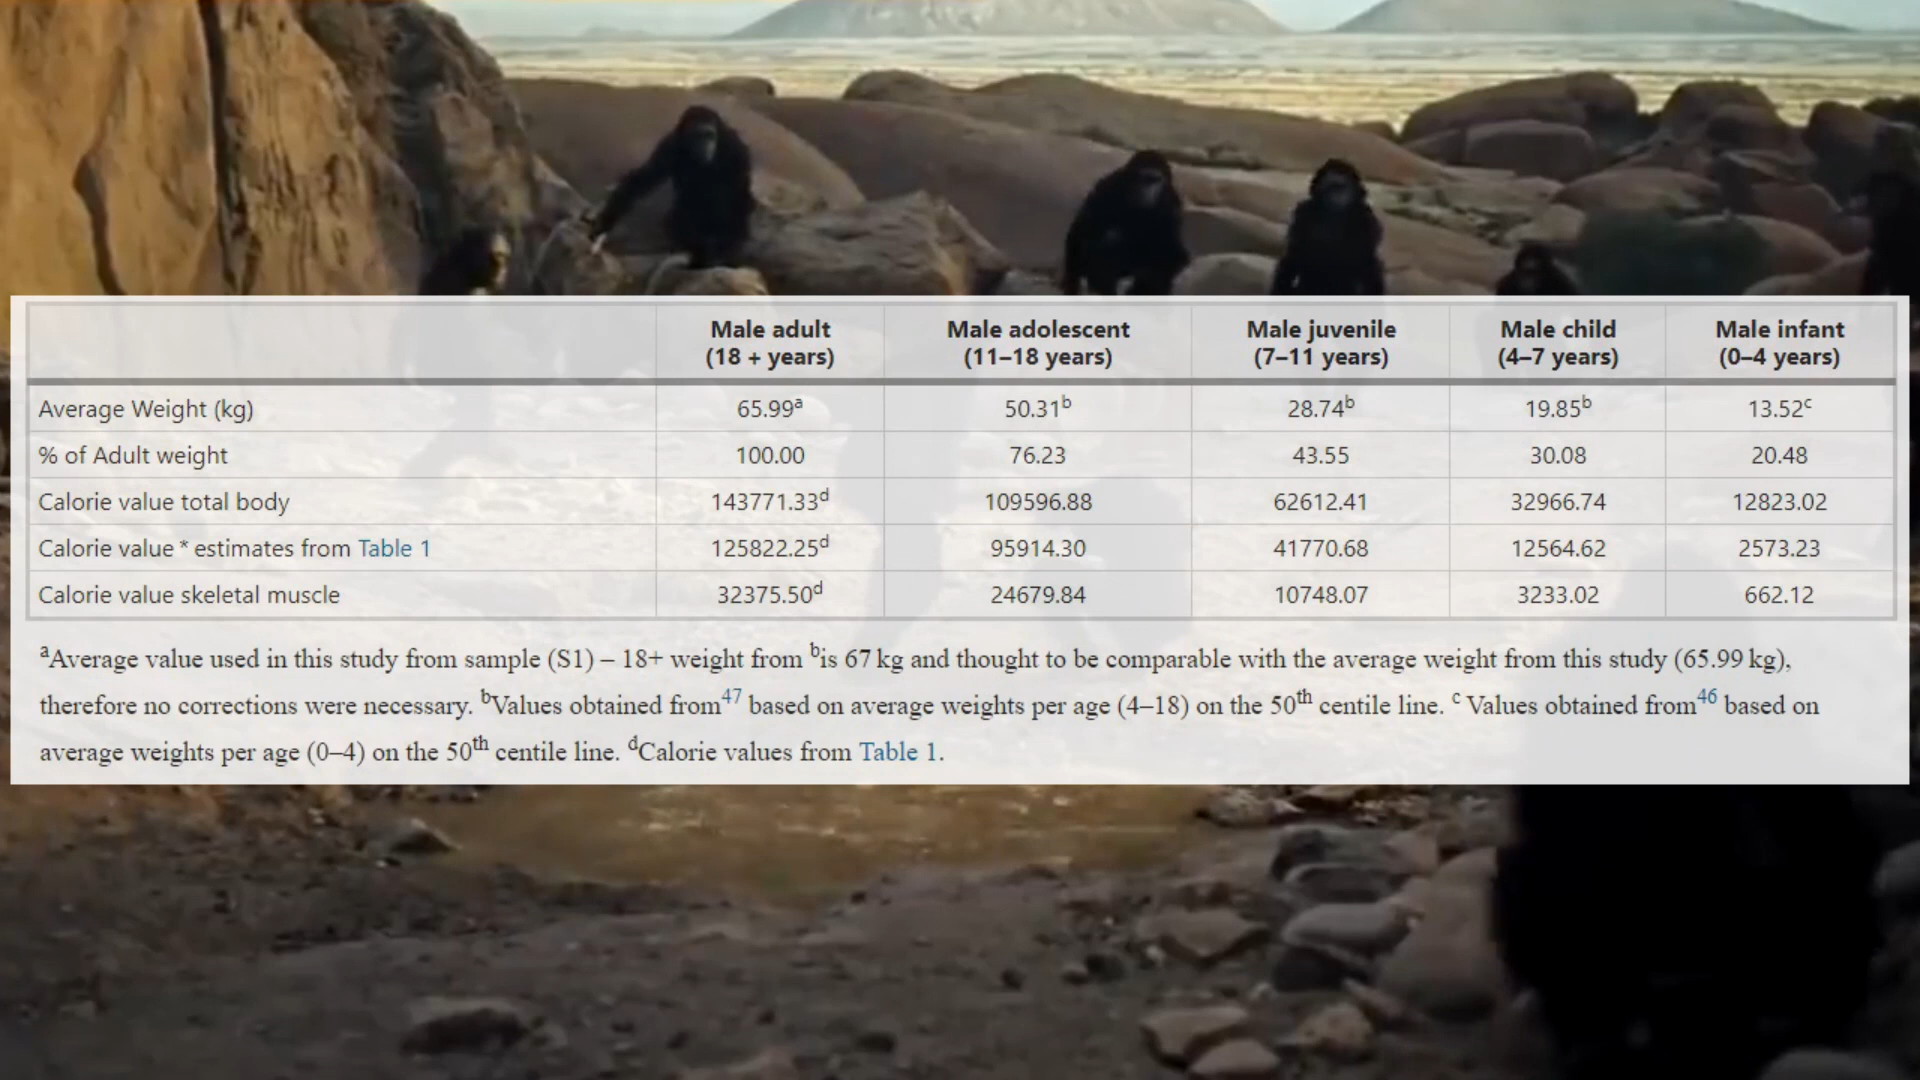 Male adult (18 + years) Male adolescent (11–18 years) Male juvenile (7–11 years) Male child (4–7 years) Male infant (0–4 years)
Average Weight (kg) 65.99a 50.31b 28.74b 19.85b 13.52c
% of Adult weight 100.00 76.23 43.55 30.08 20.48
Calorie value total body 143771.33d 109596.88 62612.41 32966.74 12823.02
Calorie value * estimates from Table 1 125822.25d 95914.30 41770.68 12564.62 2573.23
Calorie value skeletal muscle 32375.50d 24679.84 10748.07 3233.02 662.12
aAverage value used in this study from sample (S1) – 18+ weight from bis 67 kg and thought to be comparable with the average weight from this study (65.99 kg),
therefore no corrections were necessary. bValues obtained from47 based on average weights per age (4–18) on the 50th centile line. c Values obtained from46 based on
average weights per age (0–4) on the 50th centile line. dCalorie values from Table 1.